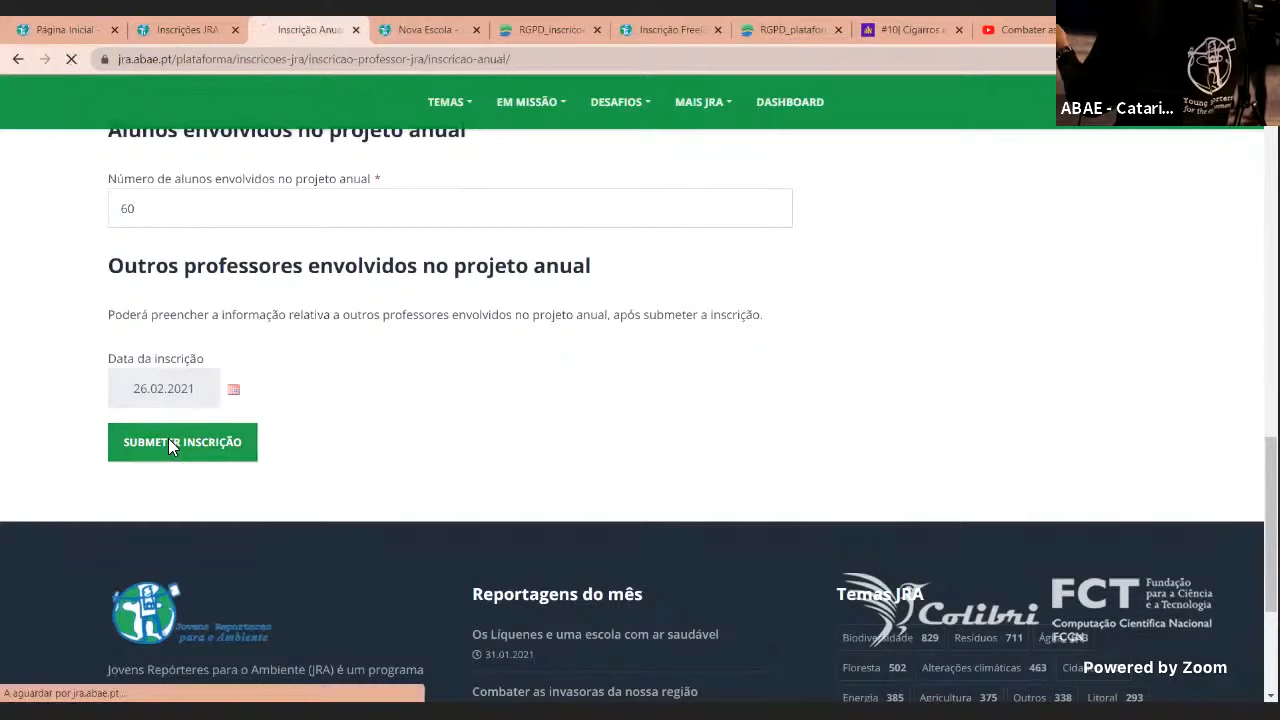 Página Inicial -
Inscrições JRA
Inscrição Anual
Nova Escola -
RGPD_inscrico
Inscrição Freel
RGPD_platafor
#10| Cigarros e
Combater as
jra.abae.pt/plataforma/inscricoes-jra/inscricao-professor-jra/inscricao-anual/
TEMAS
EM MISSÃO
DESAFIOS
MAIS JRA
DASHBOARD
ABAE - Catari...
Alunos envolvidos no projeto anual
Número de alunos envolvidos no projeto anual *
60
Outros professores envolvidos no projeto anual
Poderá preencher a informação relativa a outros professores envolvidos no projeto anual, após submeter a inscrição.
Data da inscrição
26.02.2021
SUBMETER INSCRIÇÃO
Jovens Repórteres
para o Ambiente
Jovens Repórteres para o Ambiente (JRA) é um programa
Reportagens do mês
Os Líquenes e uma escola com ar saudável
31.01.2021
Combater as invasoras da nossa região
Temas JRA
Biodiversidade 829 Resíduos 711
Floresta 502 Alterações climáticas 463
Energia 385 Agricultura 375 Outros 338 Litoral 293
Colibri
FCT Fundação
para a Ciência
e a Tecnologia
Computação Científica Nacional
FCCN
Powered by Zoom
A aguardar por jra.abae.pt...